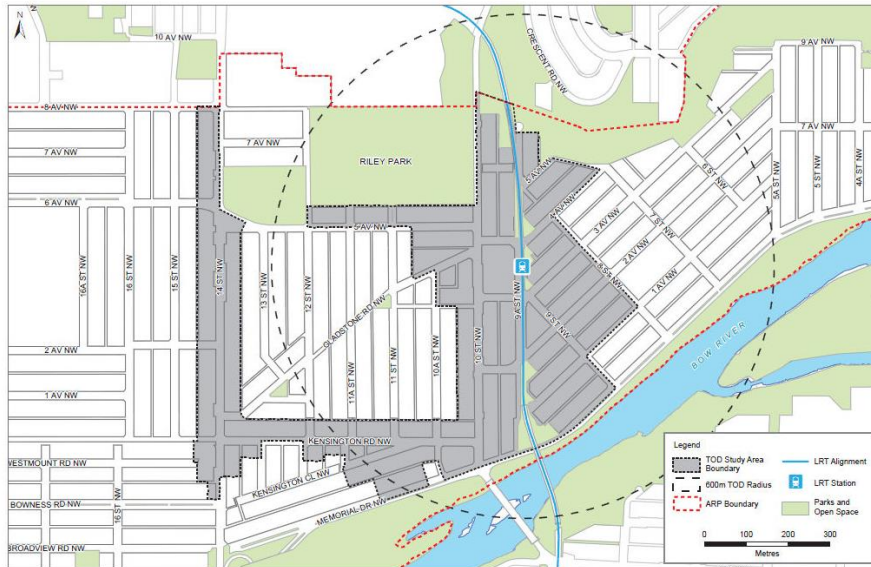 N
10 AV NW
CRESCENT RD NW
9 AV NW
8 AV NW
7 AV NW
7 AV NW
7 AV NW
RILEY PARK
6 AV NW
5 AV NW
5 AV NW
4 AV NW
3 AV NW
2 AV NW
1 AV NW
6 ST NW
7 ST NW
5A ST NW
5 ST NW
4A ST NW
16A ST NW
16 ST NW
15 ST NW
14 ST NW
13 ST NW
12 ST NW
GLADSTONE RD NW
11A ST NW
11 ST NW
10A ST NW
10 ST NW
9A ST NW
9 ST NW
8 ST NW
BOW RIVER
2 AV NW
1 AV NW
KENSINGTON RD NW
WESTMOUNT RD NW
KENSINGTON CL NW
BOWNESS RD NW
16 ST NW
MEMORIAL DR NW
BROADVIEW RD NW
Legend
TOD Study Area
Boundary
600m TOD Radius
ARP Boundary
LRT Alignment
LRT Station
Parks and
Open Space
0 100 200 300
Metres